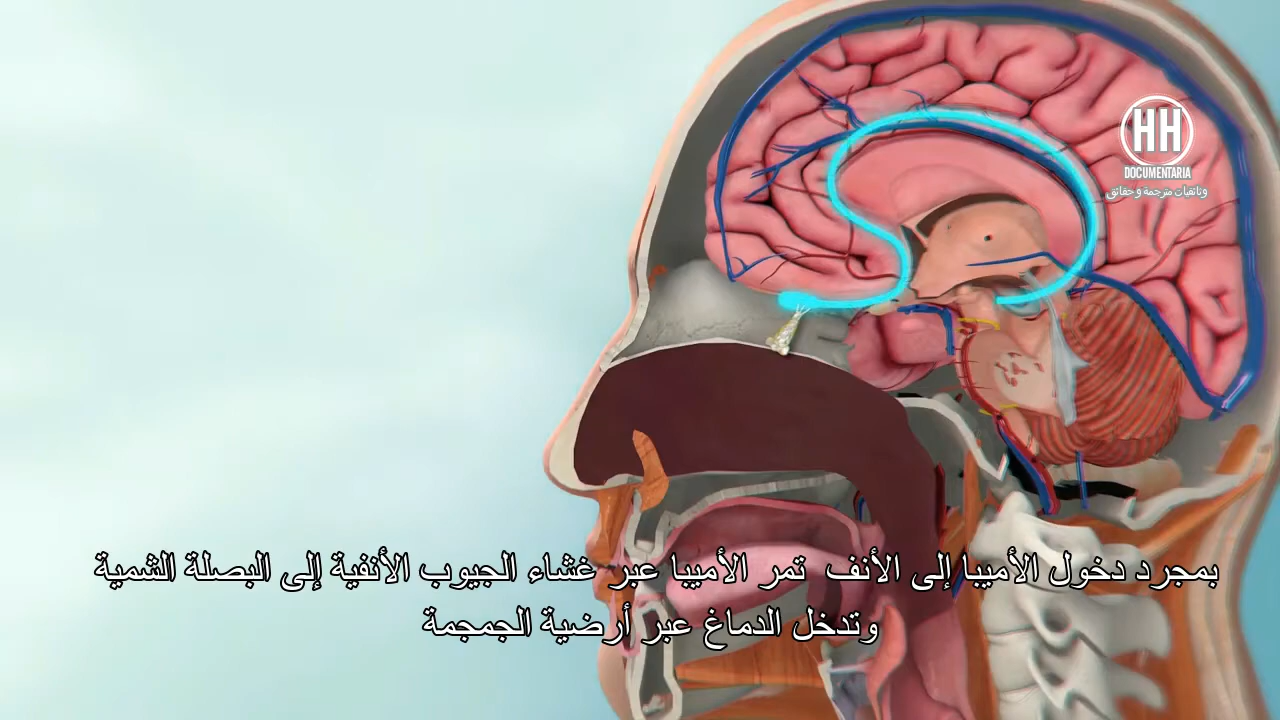 HH
DOCUMENTARIA
وثائقيات مترجمة و حقائق
بمجرد دخول الأميبا إلى الأنف تمر الأميبا عبر غشاء الجيوب الأنفية إلى البصلة الشمية
وتدخل الدماغ عبر أرضية الجمجمة